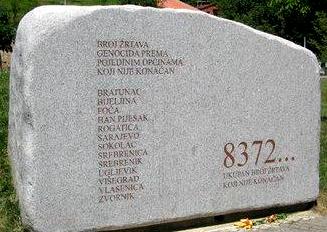 BROJ ŽRTAVA
GENOCIDA PREMA
POJEDINIM OPĆINAMA
KOJI NIJE KONAČAN
BRATUNAC
BIJELJINA
FOČA
HAN PIJESAK
ROGATICA
SARAJEVO
SOKOLAC
SREBRENICA
SREBRENIK
UGLJEVIK
VIŠEGRAD
VLASENICA
ZVORNIK
8372...
UKUPAN BROJ ŽRTAVA
KOJI NIJE KONAČAN